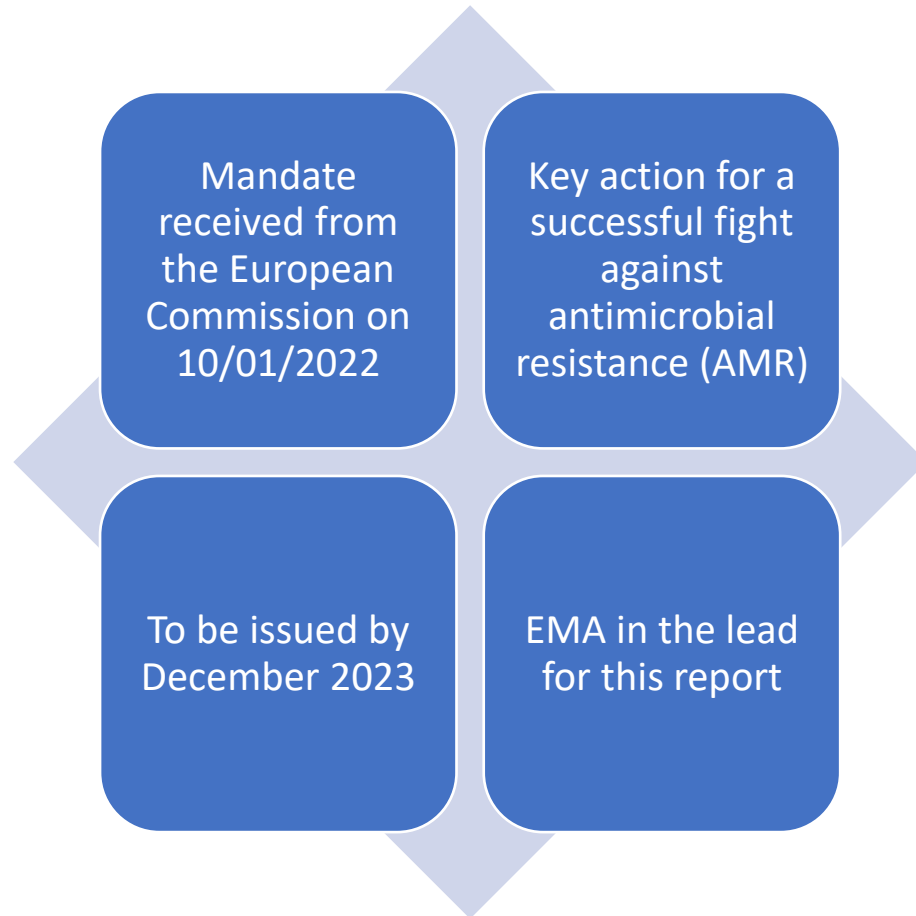 Mandate
received from
the European
Commission on
10/01/2022
Key action for a
successful fight
against
antimicrobial
resistance (AMR)
To be issued by
December 2023
EMA in the lead
for this report